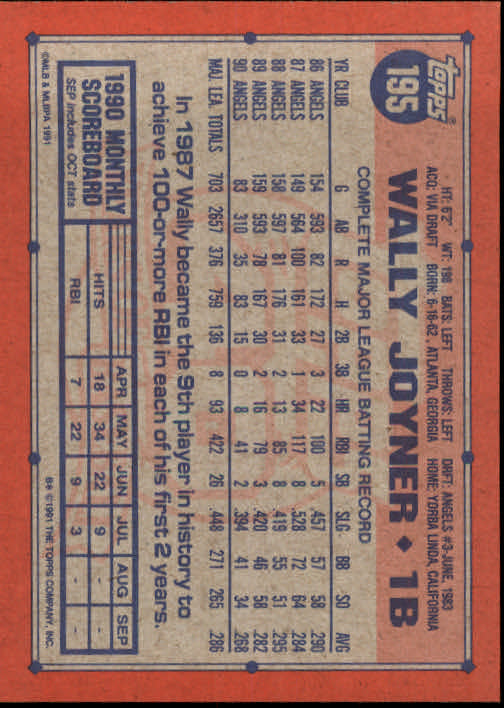 TOPPS®
195
WALLY JOYNER ◆ 1B
HT: 6'2" WT: 198 BATS: LEFT THROWS: LEFT DRFT: ANGELS #3-JUNE, 1983
ACQ: VIA DRAFT BORN: 6-16-62, ATLANTA, GEORGIA HOME: YORBA LINDA, CALIFORNIA
COMPLETE MAJOR LEAGUE BATTING RECORD
YR CLUB G AB R H 2B 3B HR RBI SB SLG BB SO AVG
86 ANGELS 154 593 82 172 27 3 22 100 5 .457 57 58 .290
87 ANGELS 149 564 100 161 33 1 34 117 8 .528 72 64 .285
88 ANGELS 158 597 81 176 31 2 13 85 8 .419 55 51 .295
89 ANGELS 159 593 78 167 30 2 16 79 3 .420 46 58 .282
90 ANGELS 83 310 35 83 15 0 8 41 2 .394 41 34 .268
MAJ. LEA. TOTALS 703 2657 376 759 136 8 93 422 26 .448 271 265 .286
In 1987 Wally became the 9th player in history to
achieve 100-or-more RBI in each of his first 2 years.
1990 MONTHLY
SCOREBOARD
SEP includes OCT stats
APR MAY JUN JUL AUG SEP
HITS 18 34 22 9
RBI 7 22 9 3
©MLB & MLBPA 1991
B* ©1991 THE TOPPS COMPANY, INC.